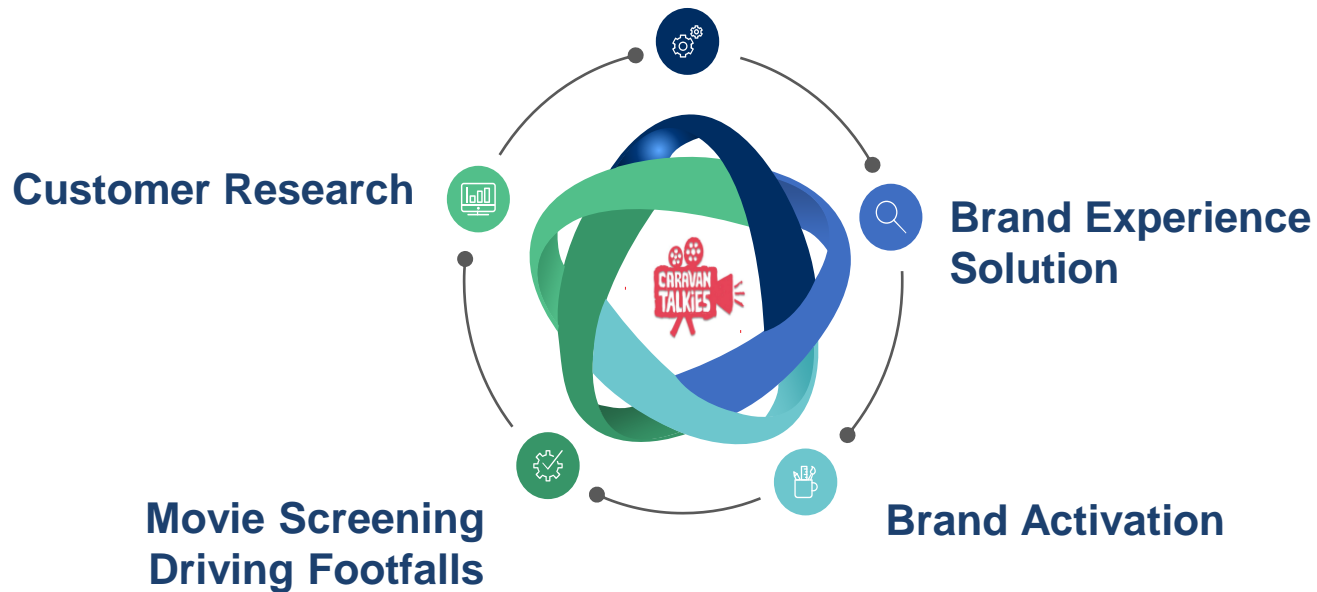 Customer Research
Brand Experience
Solution
CARAVAN
TALKIES
Movie Screening
Driving Footfalls
Brand Activation